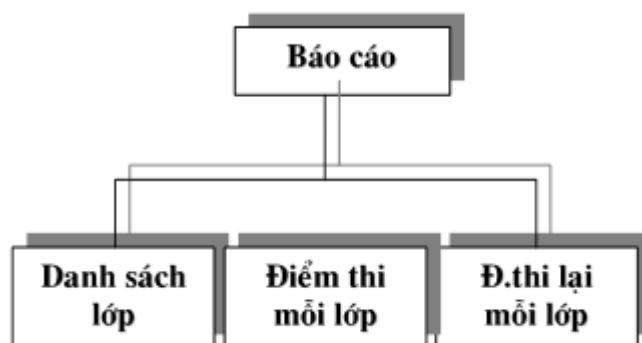 Báo cáo
Danh sách
lớp
Điểm thi
mỗi lớp
Đ.thi lại
mỗi lớp